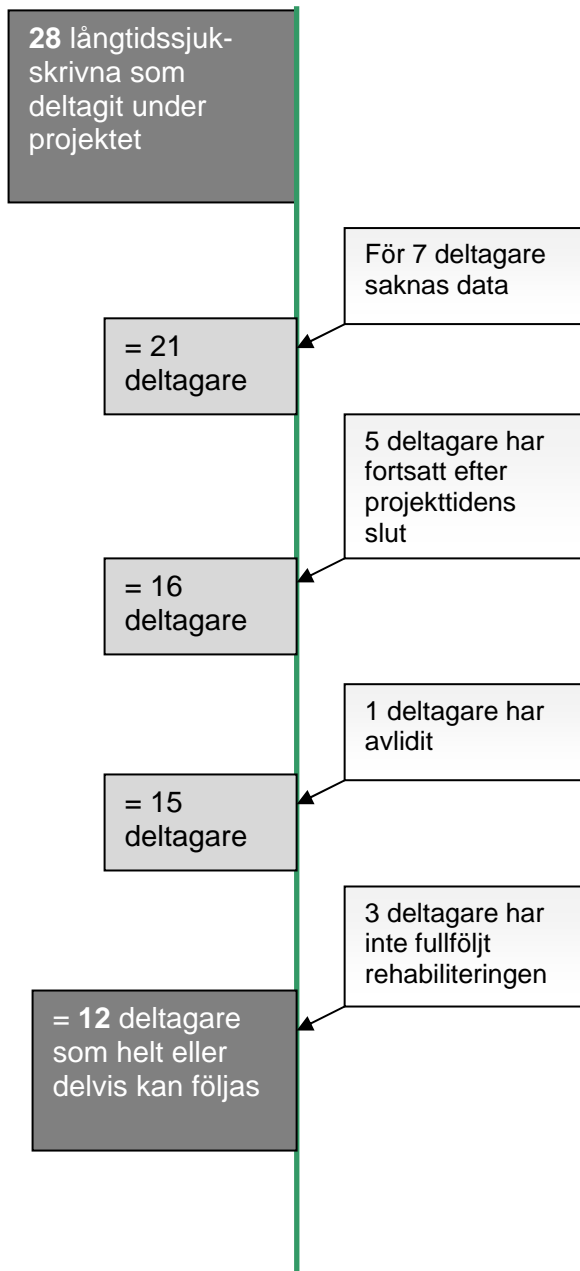 28 långtidssjuk-
skrivna som
deltagit under
projektet
För 7 deltagare
saknas data
= 21
deltagare
5 deltagare har
fortsatt efter
projekttidens
slut
= 16
deltagare
1 deltagare har
avlidit
= 15
deltagare
3 deltagare har
inte fullföljt
rehabiliteringen
= 12 deltagare
som helt eller
delvis kan följas